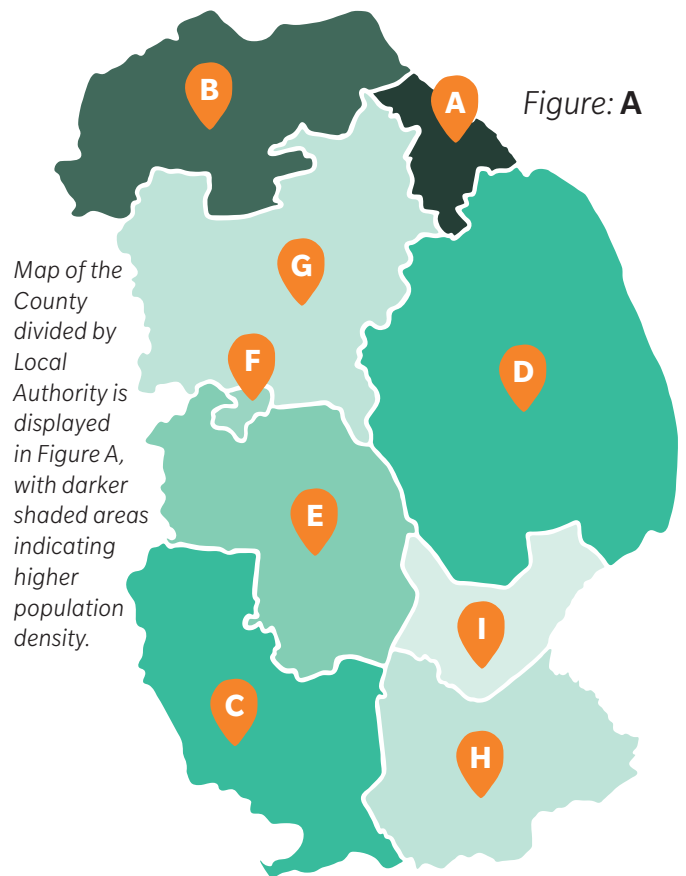 B
A
Figure: A
G
Map of the
County
divided by
Local
Authority is
displayed
in Figure A,
with darker
shaded areas
indicating
higher
population
density.
F
D
E
I
C
H